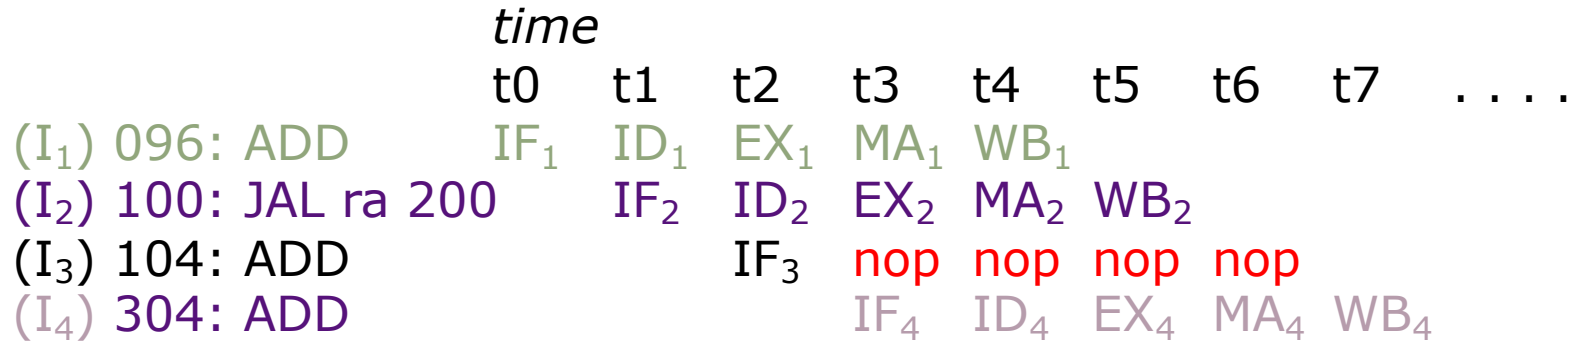 time
t0 t1 t2 t3 t4 t5 t6 t7 . . . .
(I₁) 096: ADD IF₁ ID₁ EX₁ MA₁ WB₁
(I₂) 100: JAL ra 200 IF₂ ID₂ EX₂ MA₂ WB₂
(I₃) 104: ADD IF₃ nop nop nop nop
(I₄) 304: ADD IF₄ ID₄ EX₄ MA₄ WB₄